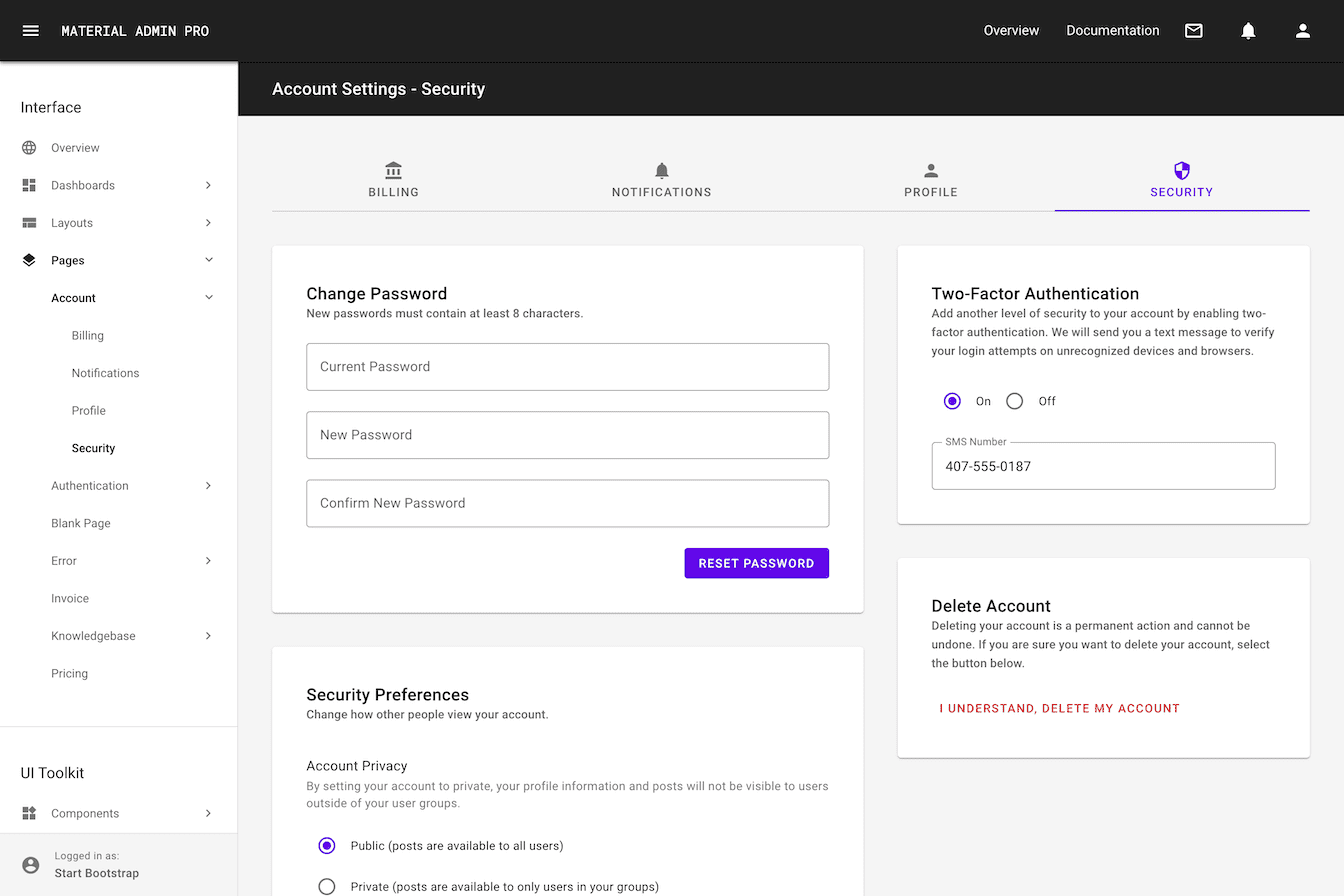 MATERIAL ADMIN PRO
Overview
Documentation
Interface
Overview
Dashboards
Layouts
Pages
Account
Billing
Notifications
Profile
Security
Authentication
Blank Page
Error
Invoice
Knowledgebase
Pricing
UI Toolkit
Components
Logged in as:
Start Bootstrap
Account Settings - Security
BILLING
NOTIFICATIONS
PROFILE
SECURITY
Change Password
New passwords must contain at least 8 characters.
Current Password
New Password
Confirm New Password
RESET PASSWORD
Security Preferences
Change how other people view your account.
Account Privacy
By setting your account to private, your profile information and posts will not be visible to users
outside of your user groups.
Public (posts are available to all users)
Private (posts are available to only users in your groups)
Two-Factor Authentication
Add another level of security to your account by enabling two-
factor authentication. We will send you a text message to verify
your login attempts on unrecognized devices and browsers.
On
Off
SMS Number
407-555-0187
Delete Account
Deleting your account is a permanent action and cannot be
undone. If you are sure you want to delete your account, select
the button below.
I UNDERSTAND, DELETE MY ACCOUNT